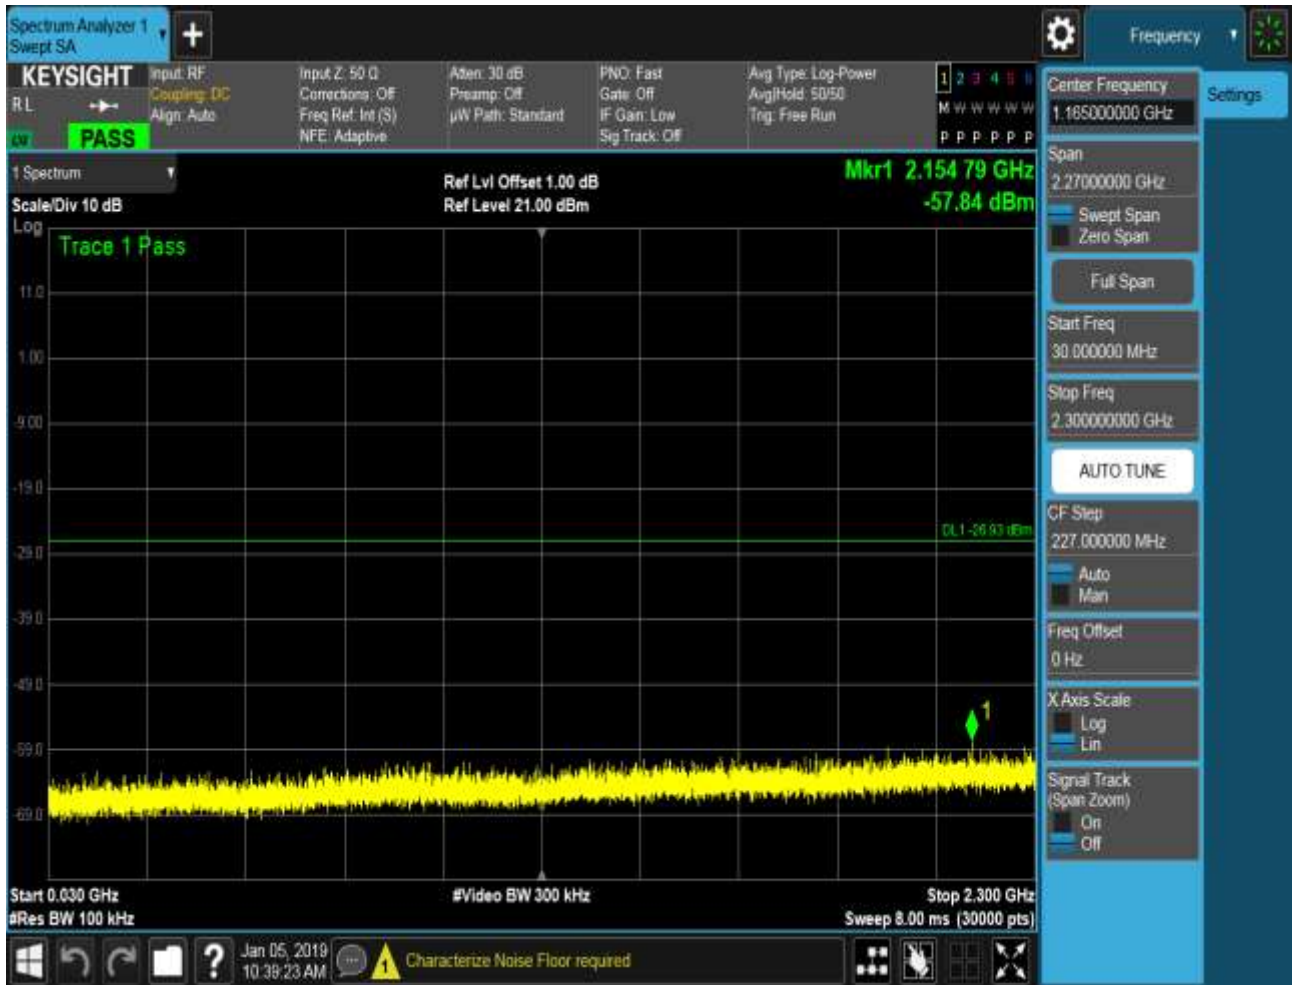 Spectrum Analyzer 1
Swept SA
+
Frequency
KEYSIGHT
Input: RF
Coupling: DC
Align: Auto
Input Z: 50 Ω
Corrections: Off
Freq Ref: Int (S)
NFE: Adaptive
Atten: 30 dB
Preamp: Off
µW Path: Standard
PNO: Fast
Gate: Off
IF Gain: Low
Sig Track: Off
Avg Type: Log-Power
Avg|Hold: 50/50
Trig: Free Run
1 2 3 4 5 6
M W W W W W
P P P P P P
R L
PASS
Center Frequency
1.165000000 GHz
Settings
1 Spectrum
Scale/Div 10 dB
Ref Lvl Offset 1.00 dB
Ref Level 21.00 dBm
Mkr1 2.154 79 GHz
-57.84 dBm
Span
2.27000000 GHz
Swept Span
Zero Span
Log
Trace 1 Pass
Full Span
11.0
Start Freq
30.000000 MHz
1.00
Stop Freq
2.300000000 GHz
-9.00
AUTO TUNE
-19.0
CF Step
227.000000 MHz
DL1 -26.93 dBm
-29.0
Auto
Man
-39.0
Freq Offset
0 Hz
-49.0
X Axis Scale
Log
Lin
1
-59.0
Signal Track
(Span Zoom)
On
Off
-69.0
Start 0.030 GHz
#Video BW 300 kHz
Stop 2.300 GHz
#Res BW 100 kHz
Sweep 8.00 ms (30000 pts)
?
Jan 05, 2019
10:39:23 AM
1
Characterize Noise Floor required